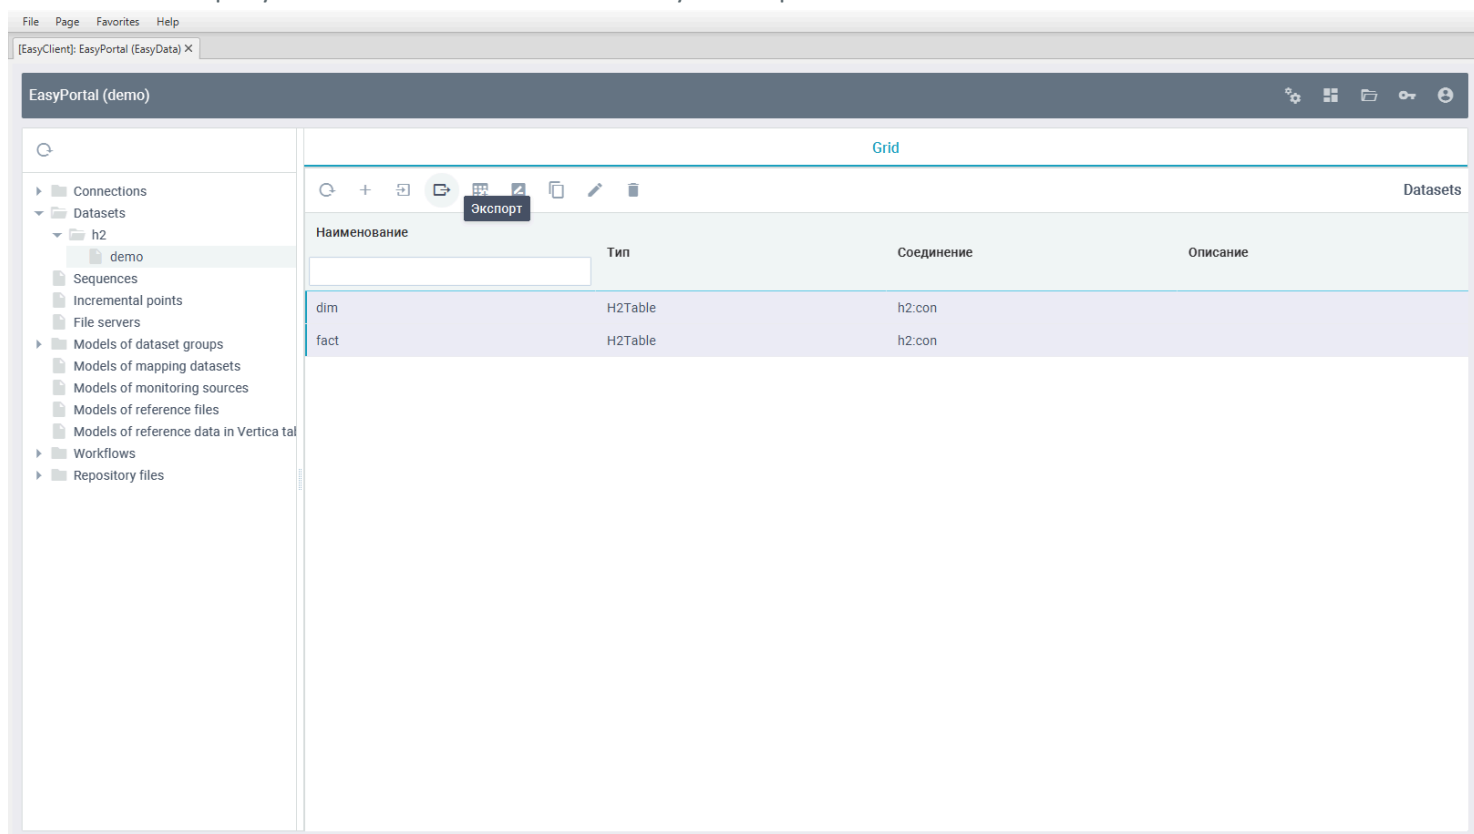 File Page Favorites Help
[EasyClient]: EasyPortal (EasyData) ✕
EasyPortal (demo)
Grid
Connections
Datasets
h2
demo
Sequences
Incremental points
File servers
Models of dataset groups
Models of mapping datasets
Models of monitoring sources
Models of reference files
Models of reference data in Vertica tal
Workflows
Repository files
Datasets
Экспорт
Наименование
Тип Соединение Описание
dim H2Table h2:con
fact H2Table h2:con